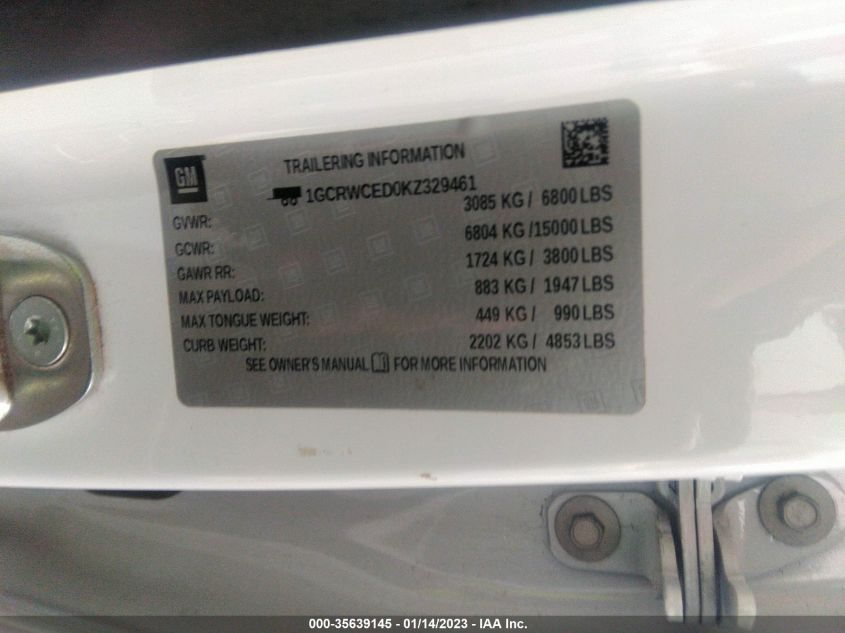 GM
TRAILERING INFORMATION
1GCRWCED0KZ329461
GVWR: 3085 KG / 6800 LBS
GCWR: 6804 KG / 15000 LBS
GAWR RR: 1724 KG / 3800 LBS
MAX PAYLOAD: 883 KG / 1947 LBS
MAX TONGUE WEIGHT: 449 KG / 990 LBS
CURB WEIGHT: 2202 KG / 4853 LBS
SEE OWNER'S MANUAL FOR MORE INFORMATION
000-35639145 - 01/14/2023 - IAA Inc.